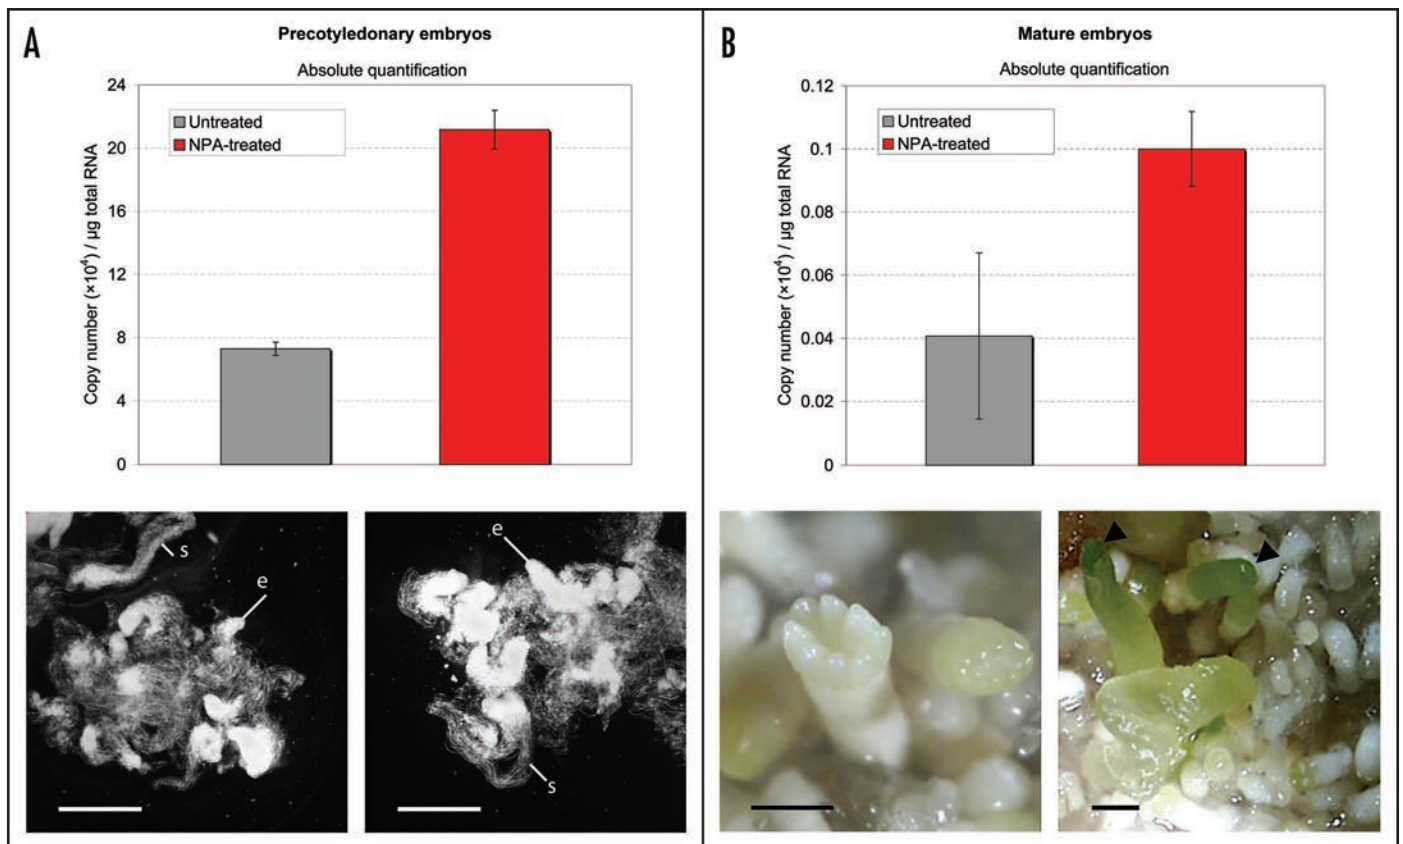 A
Precotyledonary embryos
Absolute quantification
Copy number (×10⁴) / µg total RNA
24
20
16
12
8
4
0
Untreated
NPA-treated
s
e
e
s
B
Mature embryos
Absolute quantification
Copy number (×10⁴) / µg total RNA
0.12
0.1
0.08
0.06
0.04
0.02
0
Untreated
NPA-treated